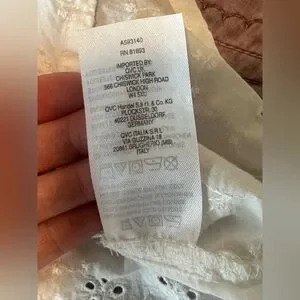 A593140
RN 81893
IMPORTED BY:
QVC UK
CHISWICK PARK
566 CHISWICK HIGH ROAD
LONDON
W4 5XU
QVC Handel S.à r.l. & Co. KG
PLOCKSTR. 30
40221 DÜSSELDORF
GERMANY
QVC ITALIA S.R.L.
VIA GUZZINA 18
20861 BRUGHERIO (MB)
ITALY